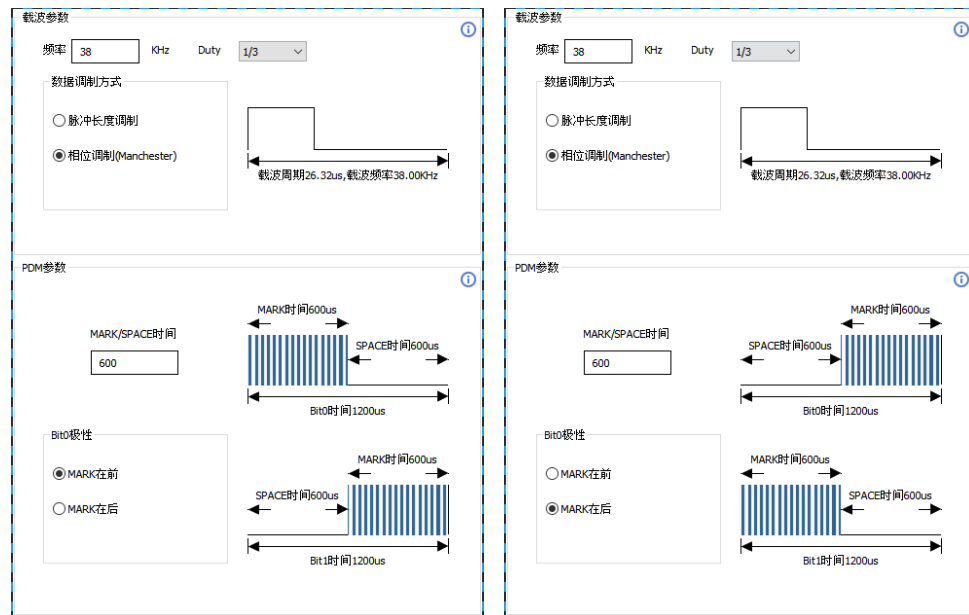 载波参数
频率 38 KHz Duty 1/3
数据调制方式
脉冲长度调制
相位调制(Manchester)
载波周期26.32us,载波频率38.00KHz
PDM参数
MARK时间600us
MARK/SPACE时间
SPACE时间600us
600
Bit0时间1200us
Bit0极性
MARK时间600us
MARK在前
SPACE时间600us
MARK在后
Bit1时间1200us
载波参数
频率 38 KHz Duty 1/3
数据调制方式
脉冲长度调制
相位调制(Manchester)
载波周期26.32us,载波频率38.00KHz
PDM参数
MARK时间600us
MARK/SPACE时间
SPACE时间600us
600
Bit0时间1200us
Bit0极性
MARK时间600us
MARK在前
SPACE时间600us
MARK在后
Bit1时间1200us